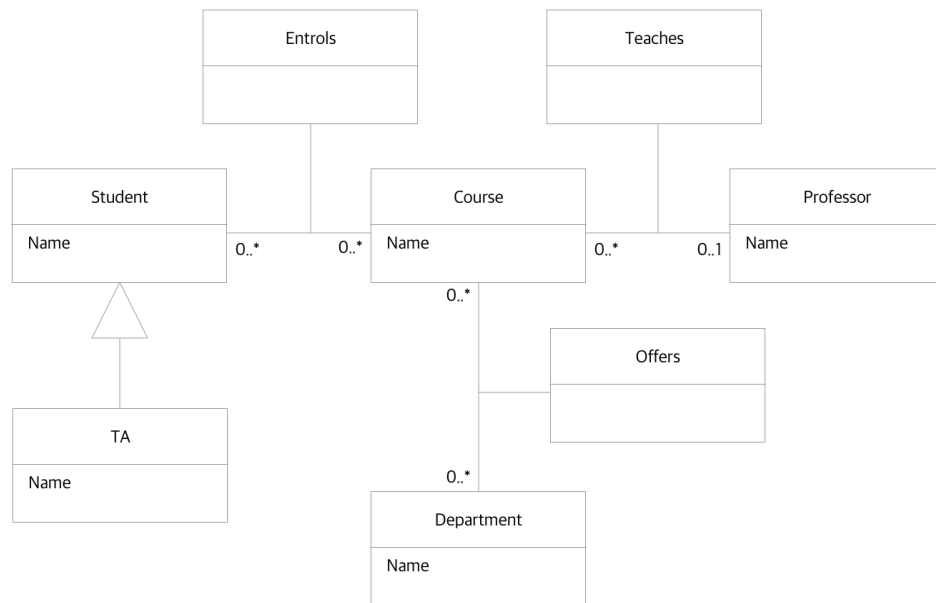 Entrols
Teaches
Student
Name
Course
Name
Professor
Name
0..*
0..*
0..*
0..1
0..*
Offers
TA
Name
0..*
Department
Name